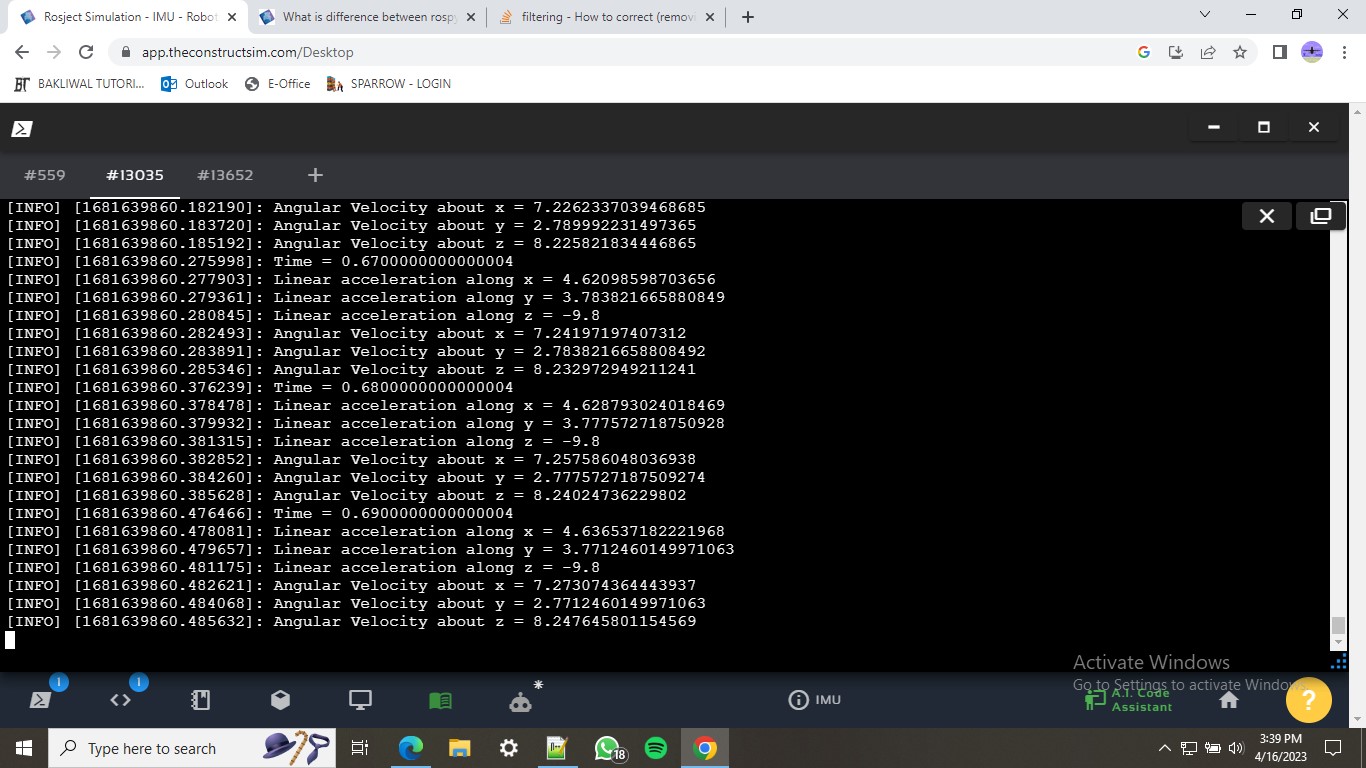 Rosject Simulation - IMU - Robot
What is difference between rospy
filtering - How to correct (removi
app.theconstructsim.com/Desktop
BAKLIWAL TUTORI...
Outlook
E-Office
SPARROW - LOGIN
#559
#13035
#13652
[INFO] [1681639860.182190]: Angular Velocity about x = 7.2262337039468685
[INFO] [1681639860.183720]: Angular Velocity about y = 2.789992231497365
[INFO] [1681639860.185192]: Angular Velocity about z = 8.225821834446865
[INFO] [1681639860.275998]: Time = 0.6700000000000004
[INFO] [1681639860.277903]: Linear acceleration along x = 4.62098598703656
[INFO] [1681639860.279361]: Linear acceleration along y = 3.783821665880849
[INFO] [1681639860.280845]: Linear acceleration along z = -9.8
[INFO] [1681639860.282493]: Angular Velocity about x = 7.24197197407312
[INFO] [1681639860.283891]: Angular Velocity about y = 2.7838216658808492
[INFO] [1681639860.285346]: Angular Velocity about z = 8.232972949211241
[INFO] [1681639860.376239]: Time = 0.6800000000000004
[INFO] [1681639860.378478]: Linear acceleration along x = 4.628793024018469
[INFO] [1681639860.379932]: Linear acceleration along y = 3.777572718750928
[INFO] [1681639860.381315]: Linear acceleration along z = -9.8
[INFO] [1681639860.382852]: Angular Velocity about x = 7.257586048036938
[INFO] [1681639860.384260]: Angular Velocity about y = 2.7775727187509274
[INFO] [1681639860.385628]: Angular Velocity about z = 8.24024736229802
[INFO] [1681639860.476466]: Time = 0.6900000000000004
[INFO] [1681639860.478081]: Linear acceleration along x = 4.636537182221968
[INFO] [1681639860.479657]: Linear acceleration along y = 3.7712460149971063
[INFO] [1681639860.481175]: Linear acceleration along z = -9.8
[INFO] [1681639860.482621]: Angular Velocity about x = 7.273074364443937
[INFO] [1681639860.484068]: Angular Velocity about y = 2.7712460149971063
[INFO] [1681639860.485632]: Angular Velocity about z = 8.247645801154569
Activate Windows
Go to Settings to activate Windows.
IMU
A.I. Code
Assistant
?
Type here to search
18
3:39 PM
4/16/2023